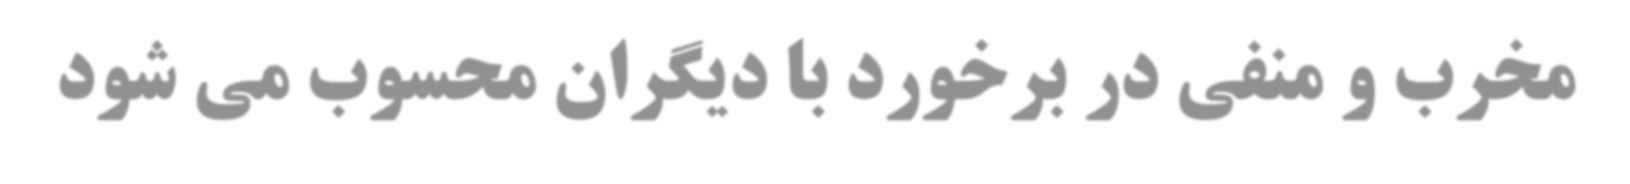 مخرب و منفی در برخورد با دیگران محسوب می شود